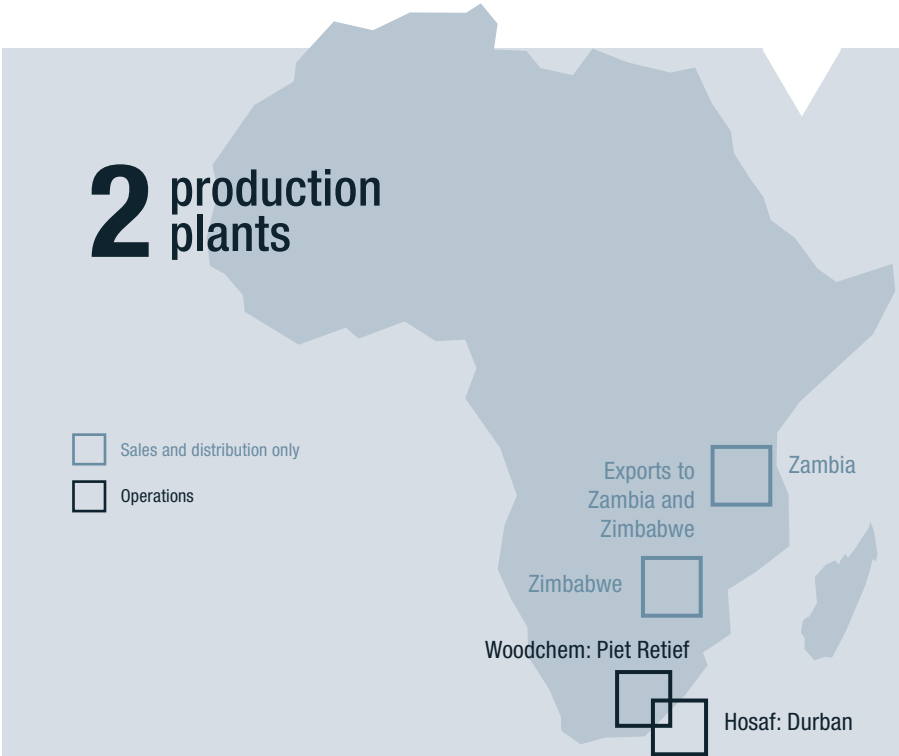 2 production
plants
Sales and distribution only
Operations
Exports to
Zambia and
Zimbabwe
Zambia
Zimbabwe
Woodchem: Piet Retief
Hosaf: Durban